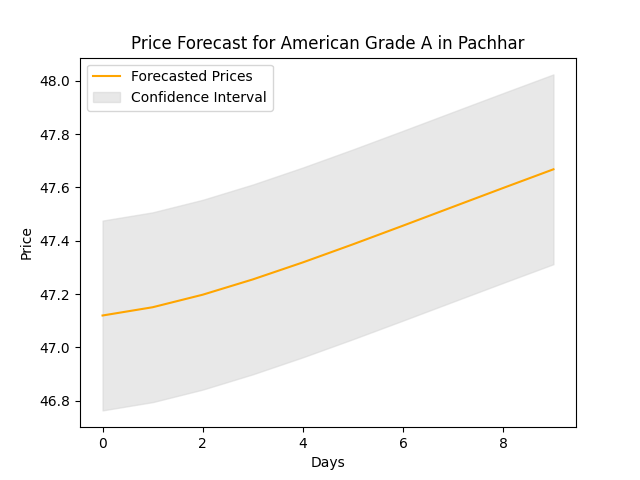 Price Forecast for American Grade A in Pachhar
Forecasted Prices
Confidence Interval
48.0
47.8
47.6
47.4
47.2
47.0
46.8
Price
0 2 4 6 8
Days